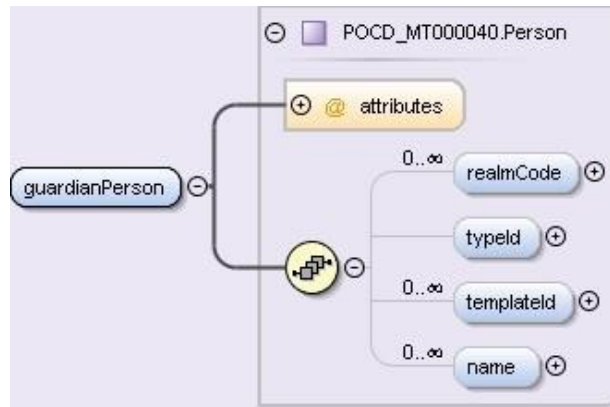 POCD_MT000040.Person
@ attributes
guardianPerson
0..∞
realmCode
typeId
0..∞
templateId
0..∞
name